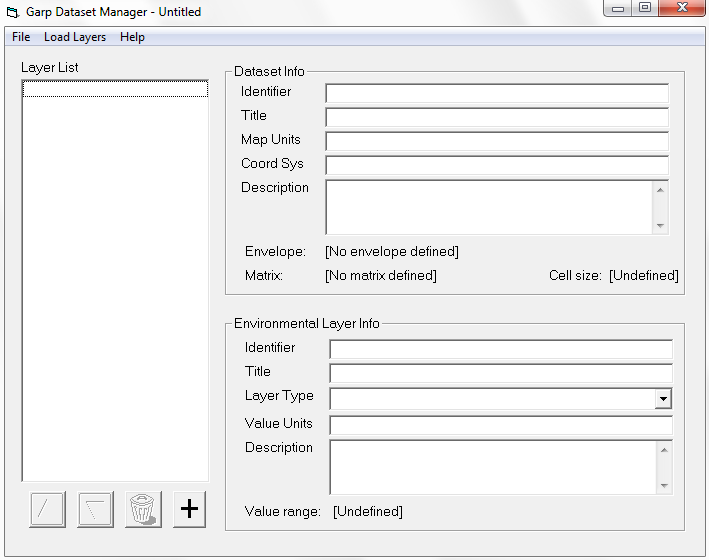 Garp Dataset Manager - Untitled
File Load Layers Help
Layer List
Dataset Info
Identifier
Title
Map Units
Coord Sys
Description
Envelope: [No envelope defined]
Matrix: [No matrix defined] Cell size: [Undefined]
Environmental Layer Info
Identifier
Title
Layer Type
Value Units
Description
Value range: [Undefined]